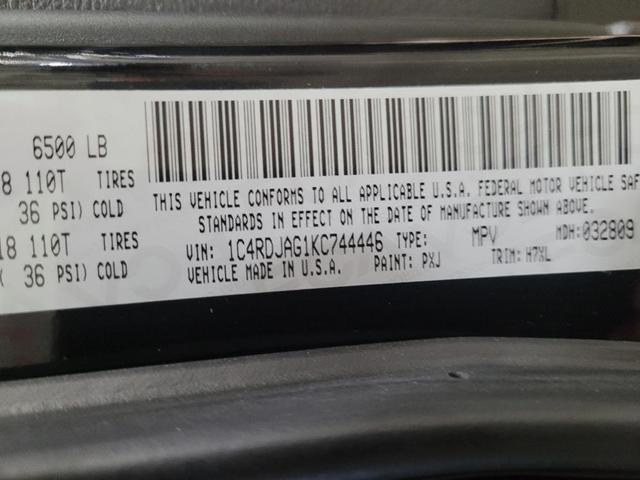 6500 LB
8 110T TIRES
36 PSI) COLD
18 110T TIRES
( 36 PSI) COLD
THIS VEHICLE CONFORMS TO ALL APPLICABLE U.S.A. FEDERAL MOTOR VEHICLE SAF
STANDARDS IN EFFECT ON THE DATE OF MANUFACTURE SHOWN ABOVE.
VIN: 1C4RDJAG1KC744446 TYPE: MPV MDH:032809
VEHICLE MADE IN U.S.A. PAINT: PXJ TRIM: H7XL